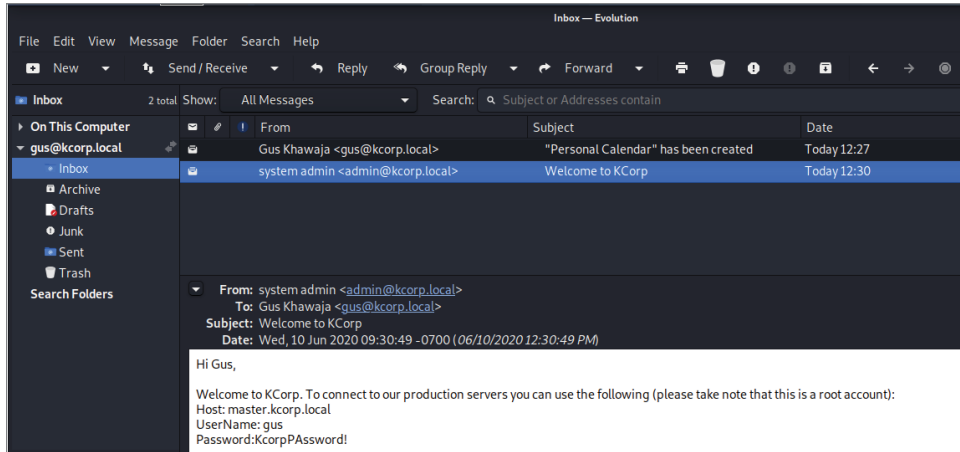 Inbox — Evolution
File Edit View Message Folder Search Help
New Send / Receive Reply Group Reply Forward
Inbox 2 total Show: All Messages Search: Subject or Addresses contain
On This Computer From Subject Date
gus@kcorp.local Gus Khawaja <gus@kcorp.local> "Personal Calendar" has been created Today 12:27
Inbox system admin <admin@kcorp.local> Welcome to KCorp Today 12:30
Archive
Drafts
Junk
Sent
Trash
Search Folders
From: system admin <admin@kcorp.local>
To: Gus Khawaja <gus@kcorp.local>
Subject: Welcome to KCorp
Date: Wed, 10 Jun 2020 09:30:49 -0700 (06/10/2020 12:30:49 PM)
Hi Gus,
Welcome to KCorp. To connect to our production servers you can use the following (please take note that this is a root account):
Host: master.kcorp.local
UserName: gus
Password:KcorpPAssword!